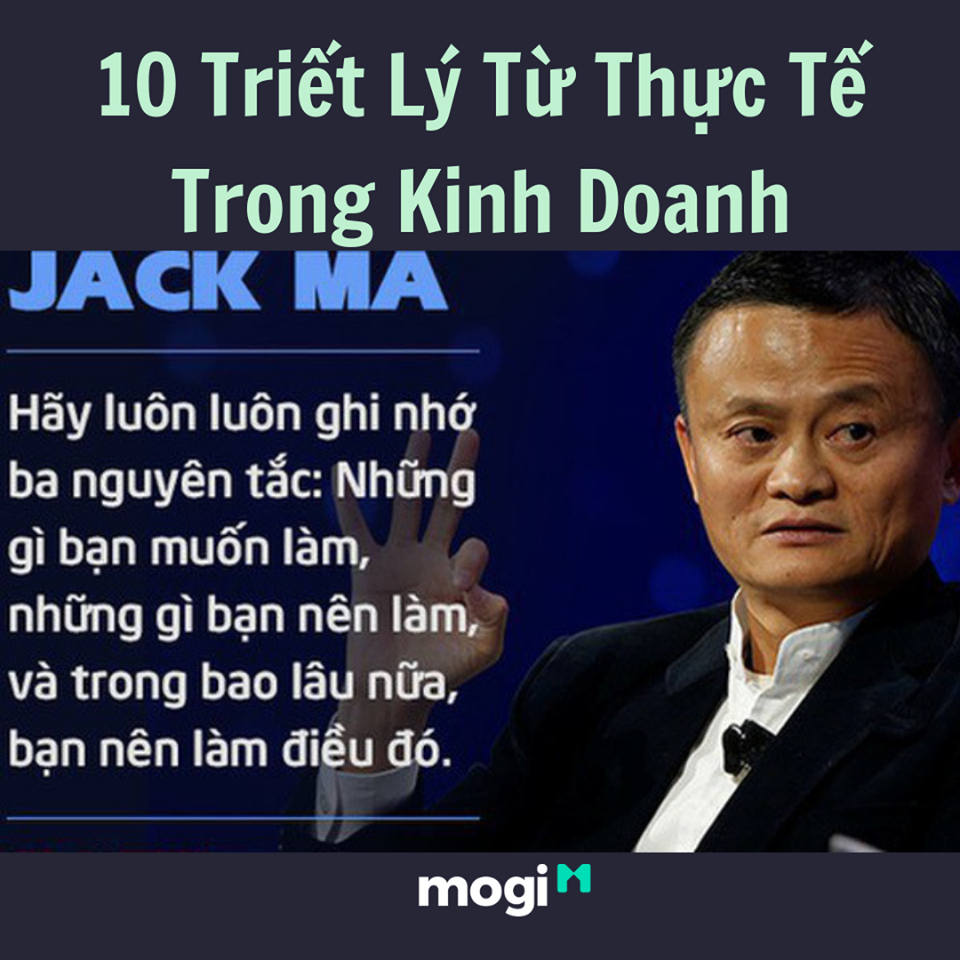 10 Triết Lý Từ Thực Tế
Trong Kinh Doanh
JACK MA
Hãy luôn luôn ghi nhớ
ba nguyên tắc: Những
gì bạn muốn làm,
những gì bạn nên làm,
và trong bao lâu nữa,
bạn nên làm điều đó.
mogi